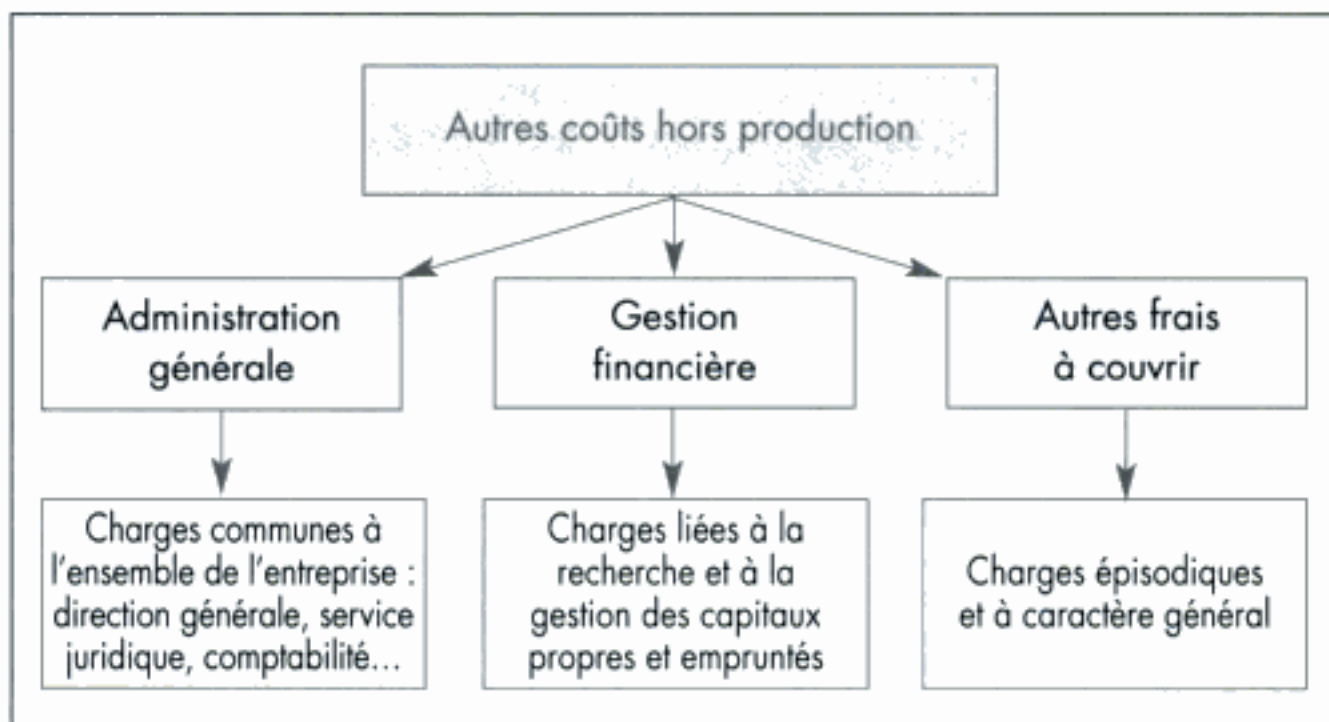 Autres coûts hors production
Administration
générale
Gestion
financière
Autres frais
à couvrir
Charges communes à
l'ensemble de l'entreprise :
direction générale, service
juridique, comptabilité...
Charges liées à la
recherche et à la
gestion des capitaux
propres et empruntés
Charges épisodiques
et à caractère général